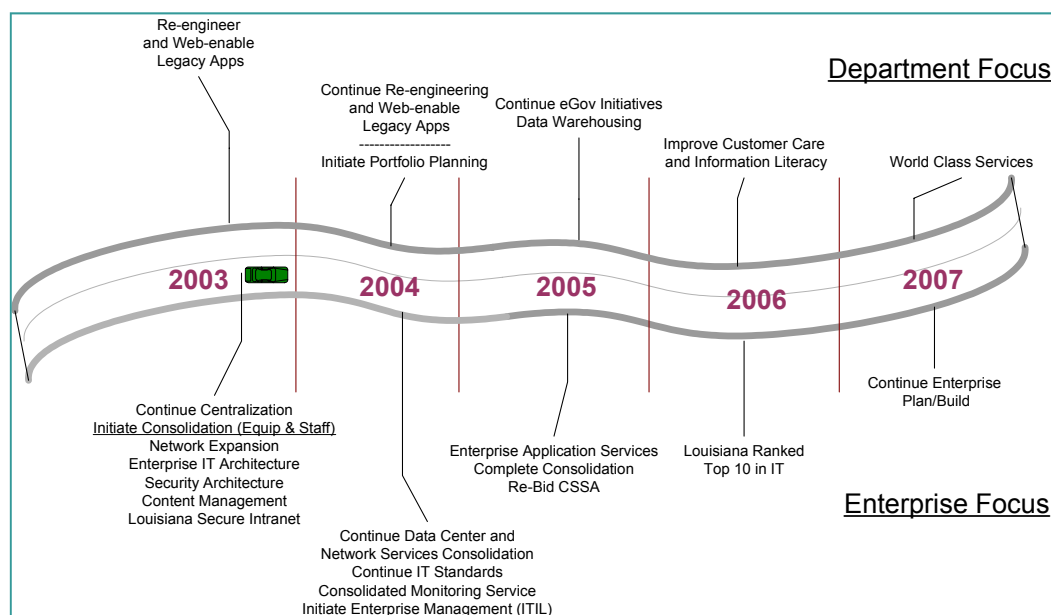 Re-engineer
and Web-enable
Legacy Apps
Department Focus
Continue Re-engineering
and Web-enable
Legacy Apps
-------------------
Initiate Portfolio Planning
Continue eGov Initiatives
Data Warehousing
Improve Customer Care
and Information Literacy
World Class Services
2003
2004
2005
2006
2007
Continue Centralization
Initiate Consolidation (Equip & Staff)
Network Expansion
Enterprise IT Architecture
Security Architecture
Content Management
Louisiana Secure Intranet
Continue Data Center and
Network Services Consolidation
Continue IT Standards
Consolidated Monitoring Service
Initiate Enterprise Management (ITIL)
Enterprise Application Services
Complete Consolidation
Re-Bid CSSA
Louisiana Ranked
Top 10 in IT
Continue Enterprise
Plan/Build
Enterprise Focus